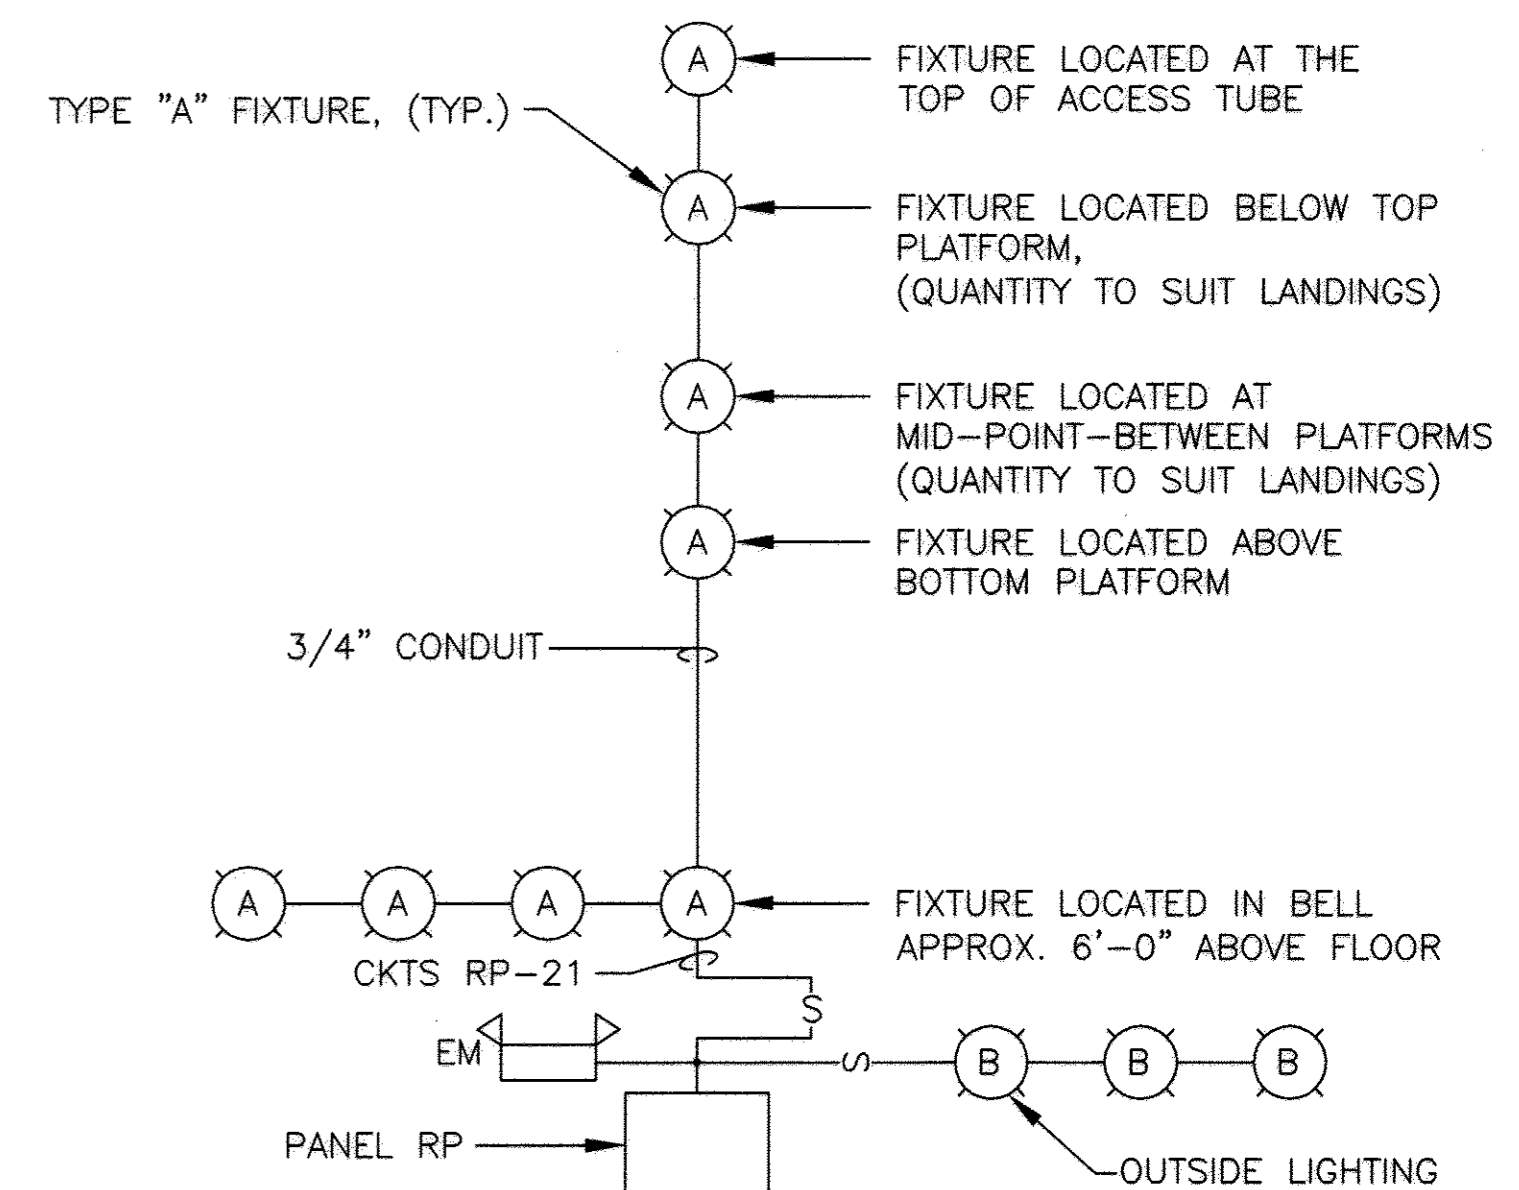 A
FIXTURE LOCATED AT THE
TOP OF ACCESS TUBE
TYPE "A" FIXTURE, (TYP.)
A
FIXTURE LOCATED BELOW TOP
PLATFORM,
(QUANTITY TO SUIT LANDINGS)
A
FIXTURE LOCATED AT
MID-POINT-BETWEEN PLATFORMS
(QUANTITY TO SUIT LANDINGS)
A
FIXTURE LOCATED ABOVE
BOTTOM PLATFORM
3/4" CONDUIT
A A A A
FIXTURE LOCATED IN BELL
APPROX. 6'-0" ABOVE FLOOR
CKTS RP-21
S
EM
S
B B B
PANEL RP
OUTSIDE LIGHTING